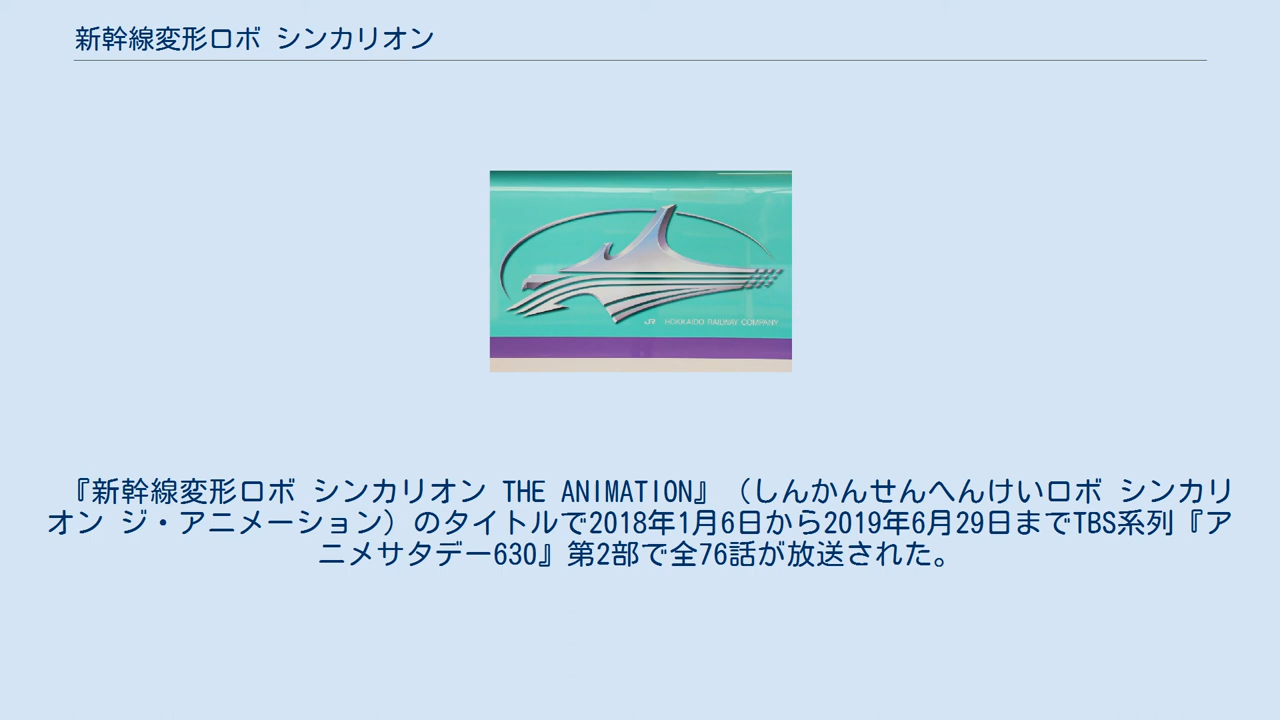 新幹線変形ロボ シンカリオン
JR HOKKAIDO RAILWAY COMPANY
『新幹線変形ロボ シンカリオン THE ANIMATION』（しんかんせんへんけいロボ シンカリ
オン ジ・アニメーション）のタイトルで2018年1月6日から2019年6月29日までTBS系列『ア
ニメサタデー630』第2部で全76話が放送された。